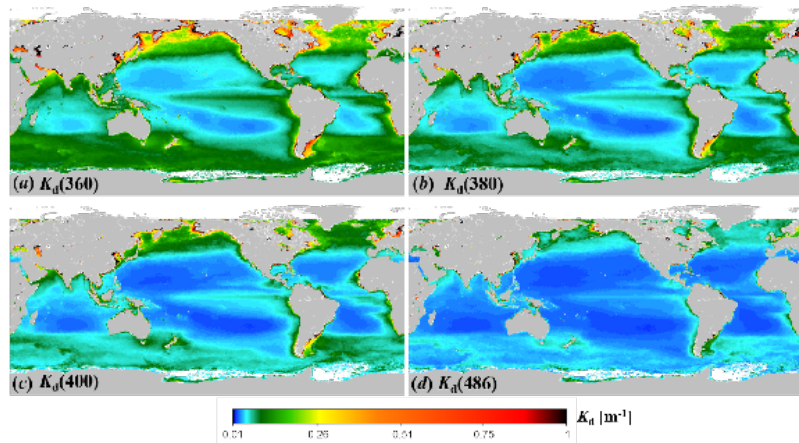 (a) Kd(360)
(b) Kd(380)
(c) Kd(400)
(d) Kd(486)
Kd [m⁻¹]
0.01 0.26 0.51 0.75 1